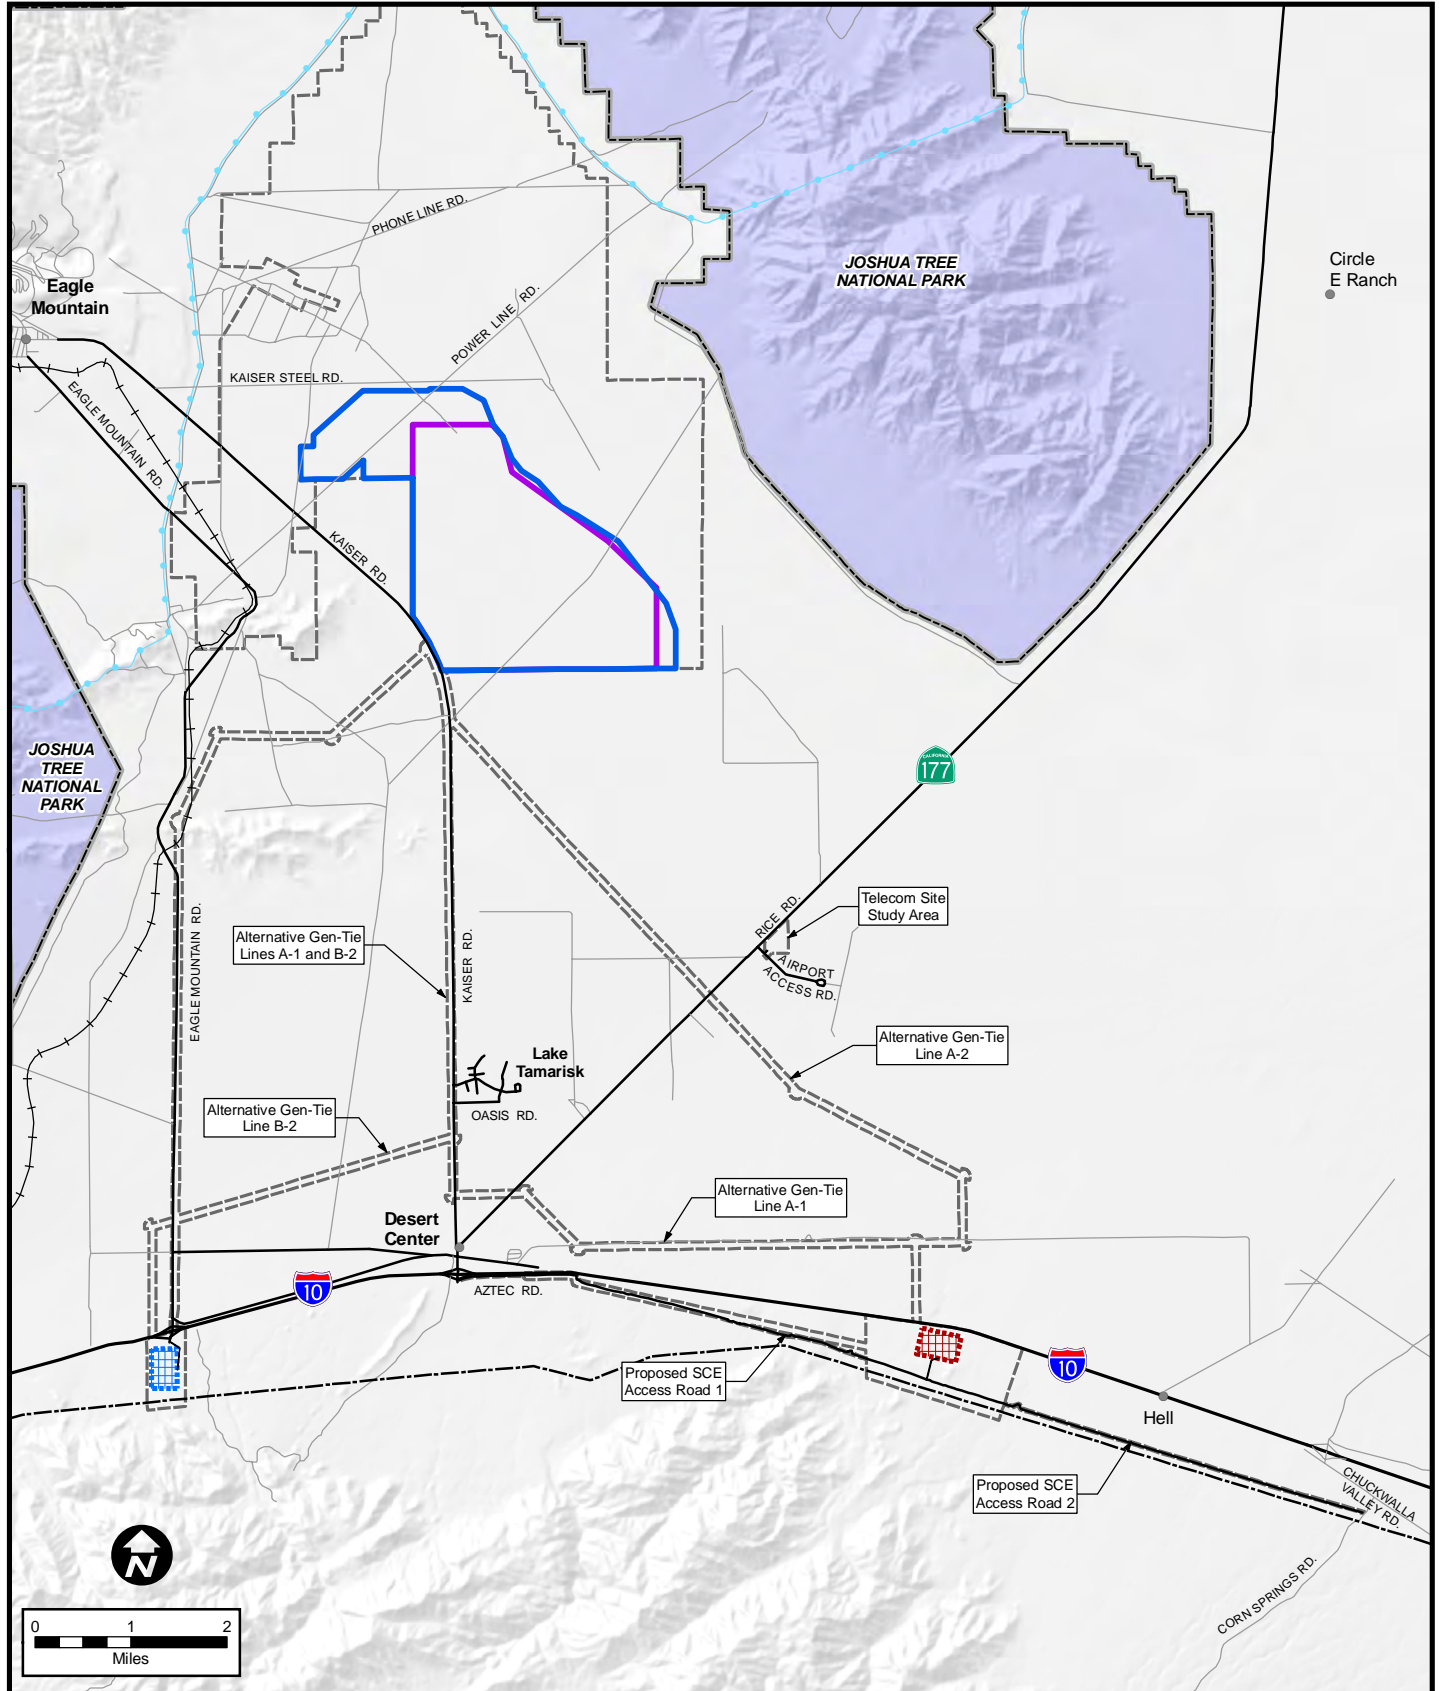 PHONE LINE RD.
JOSHUA TREE
NATIONAL PARK
Circle
E Ranch
Eagle
Mountain
POWER LINE RD.
KAISER STEEL RD.
EAGLE MOUNTAIN RD.
KAISER RD.
JOSHUA
TREE
NATIONAL
PARK
CALIFORNIA
177
Telecom Site
Study Area
RICE RD.
AIRPORT
ACCESS RD.
EAGLE MOUNTAIN RD.
Alternative Gen-Tie
Lines A-1 and B-2
KAISER RD.
Alternative Gen-Tie
Line A-2
Lake
Tamarisk
OASIS RD.
Alternative Gen-Tie
Line B-2
Alternative Gen-Tie
Line A-1
Desert
Center
10
AZTEC RD.
10
Proposed SCE
Access Road 1
Hell
Proposed SCE
Access Road 2
CHUCKWALLA
VALLEY RD.
CORN SPRINGS RD.
N
0 1 2
Miles